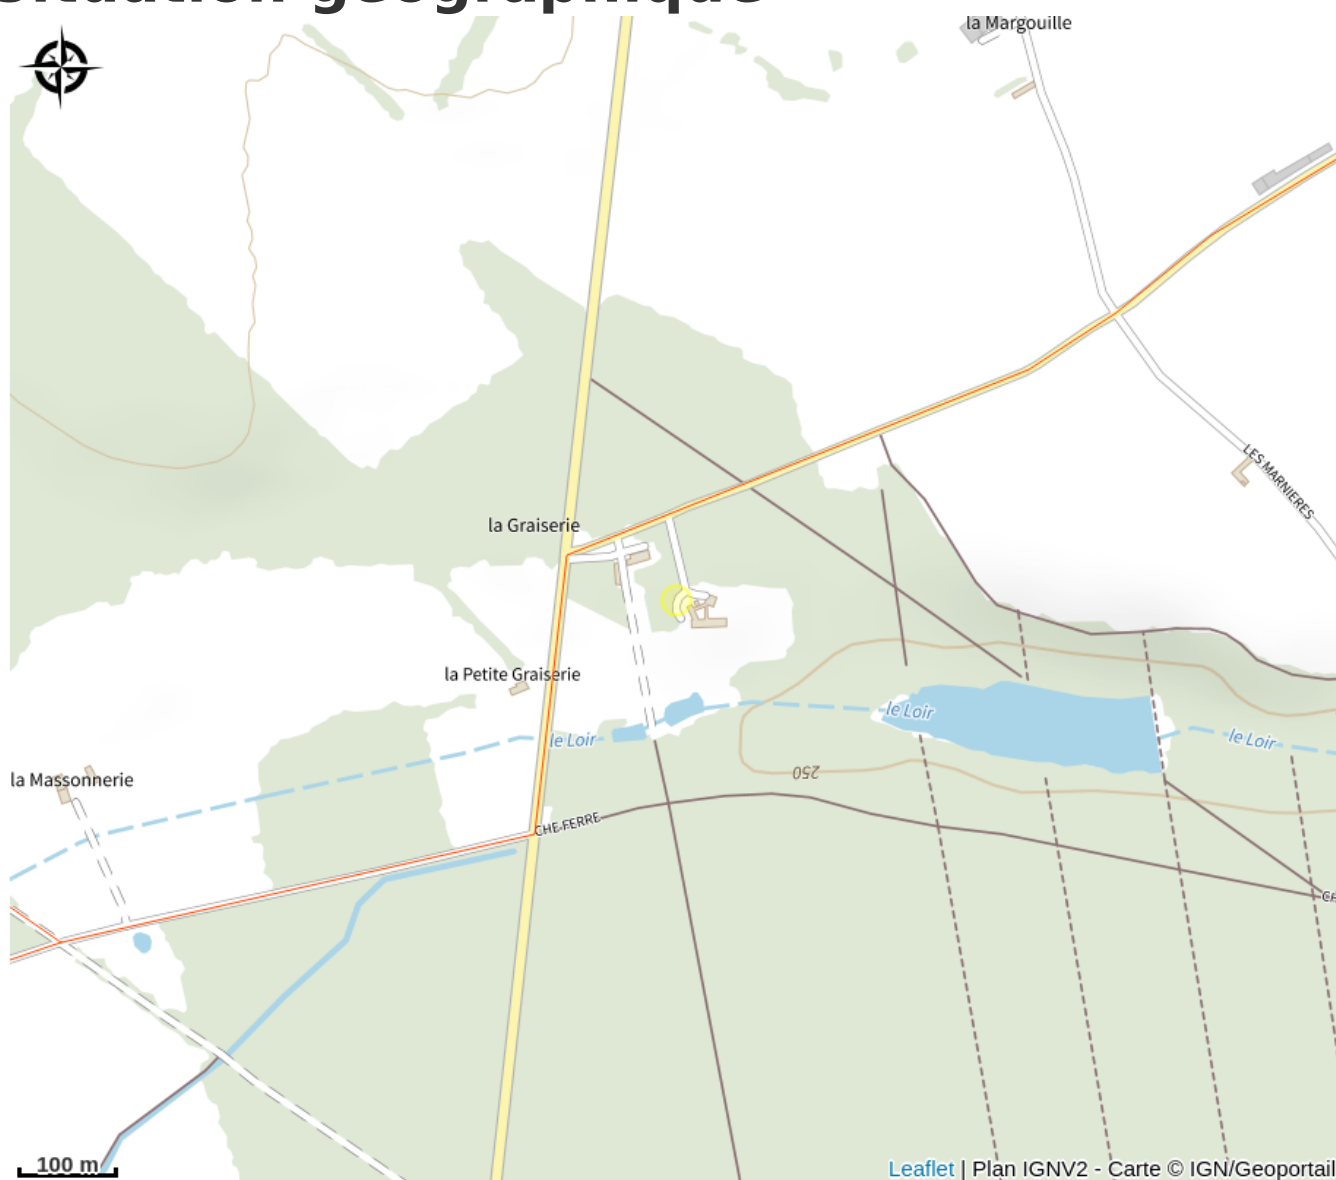 situation géographique
la Margouille
LES MARNIERES
la Graiserie
la Petite Graiserie
le Loir
le Loir
le Loir
250
la Massonnerie
CHE FERRE
100 m
Leaflet | Plan IGNV2 - Carte © IGN/Geoportail